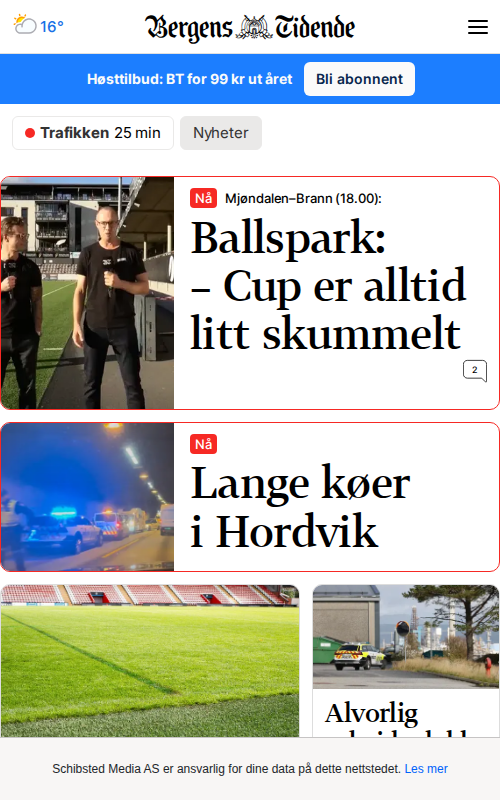 16°
Bergens Tidende
Høsttilbud: BT for 99 kr ut året
Bli abonnent
Trafikken 25 min
Nyheter
Nå Mjøndalen–Brann (18.00):
Ballspark:
– Cup er alltid
litt skummelt
2
Nå
Lange køer
i Hordvik
Alvorlig
Schibsted Media AS er ansvarlig for dine data på dette nettstedet. Les mer